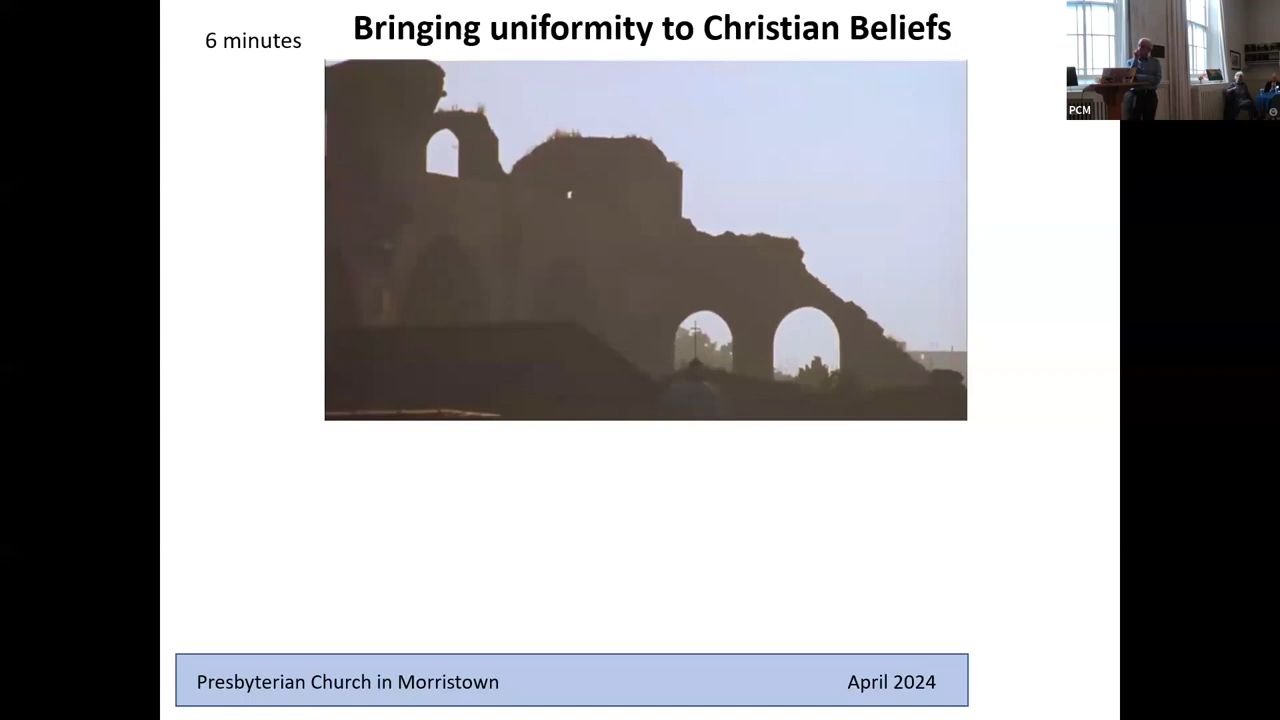 6 minutes
Bringing uniformity to Christian Beliefs
PCM
Presbyterian Church in Morristown
April 2024